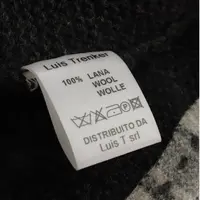 Luis Trenker
100% LANA
WOOL
WOLLE
DISTRIBUITO DA
Luis T srl